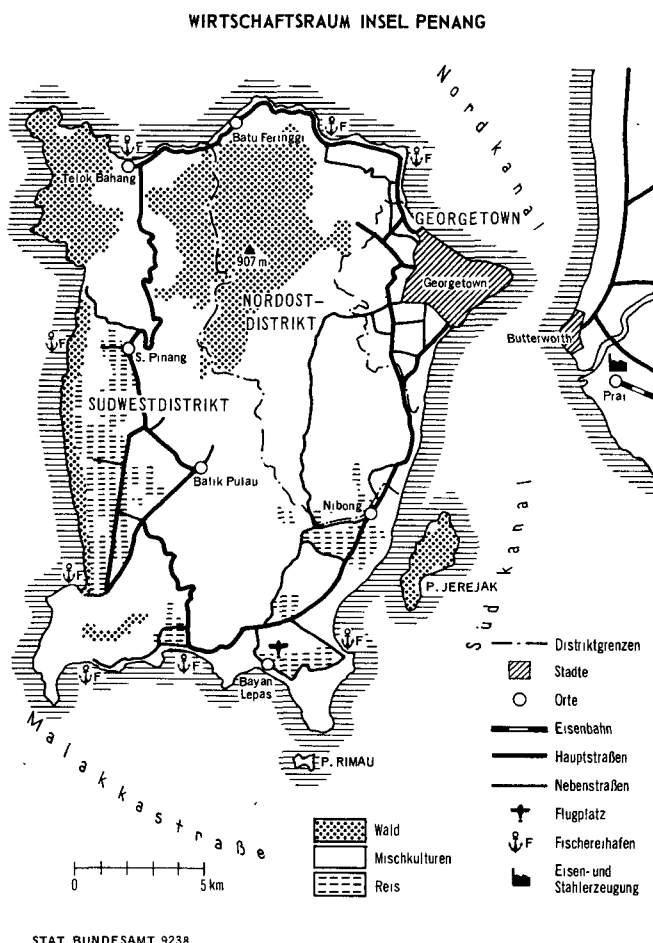 WIRTSCHAFTSRAUM INSEL PENANG
Nordkanal
F
F
F
Batu Feringgi
Telok Bahang
GEORGETOWN
907 m
Georgetown
NORDOST-
DISTRIKT
F
S. Pinang
Butterworth
Prai
SÜDWESTDISTRIKT
Balik Pulau
Nibong
Südkanal
F
P. JEREJAK
F
F
F
Bayan
Lepas
P. RIMAU
Malakkastraße
Distriktgrenzen
Städte
Orte
Eisenbahn
Hauptstraßen
Nebenstraßen
Flugplatz
F Fischereihafen
Eisen- und
Stahlerzeugung
Wald
Mischkulturen
Reis
0 5 km
STAT. BUNDESAMT 9238